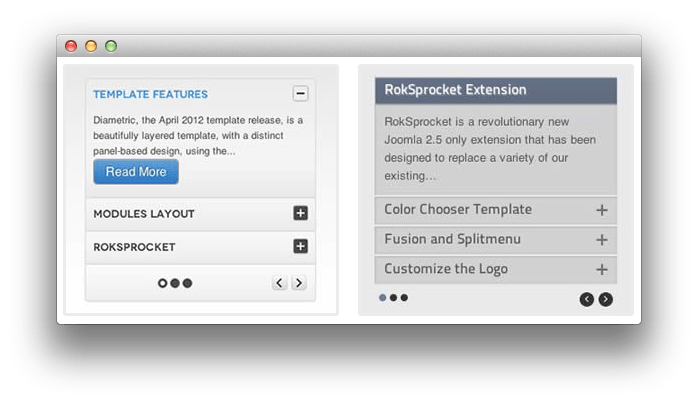 TEMPLATE FEATURES
Diametric, the April 2012 template release, is a
beautifully layered template, with a distinct
panel-based design, using the...
Read More
MODULES LAYOUT
ROKSPROCKET
RokSprocket Extension
RokSprocket is a revolutionary new
Joomla 2.5 only extension that has been
designed to replace a variety of our
existing...
Color Chooser Template
Fusion and Splitmenu
Customize the Logo